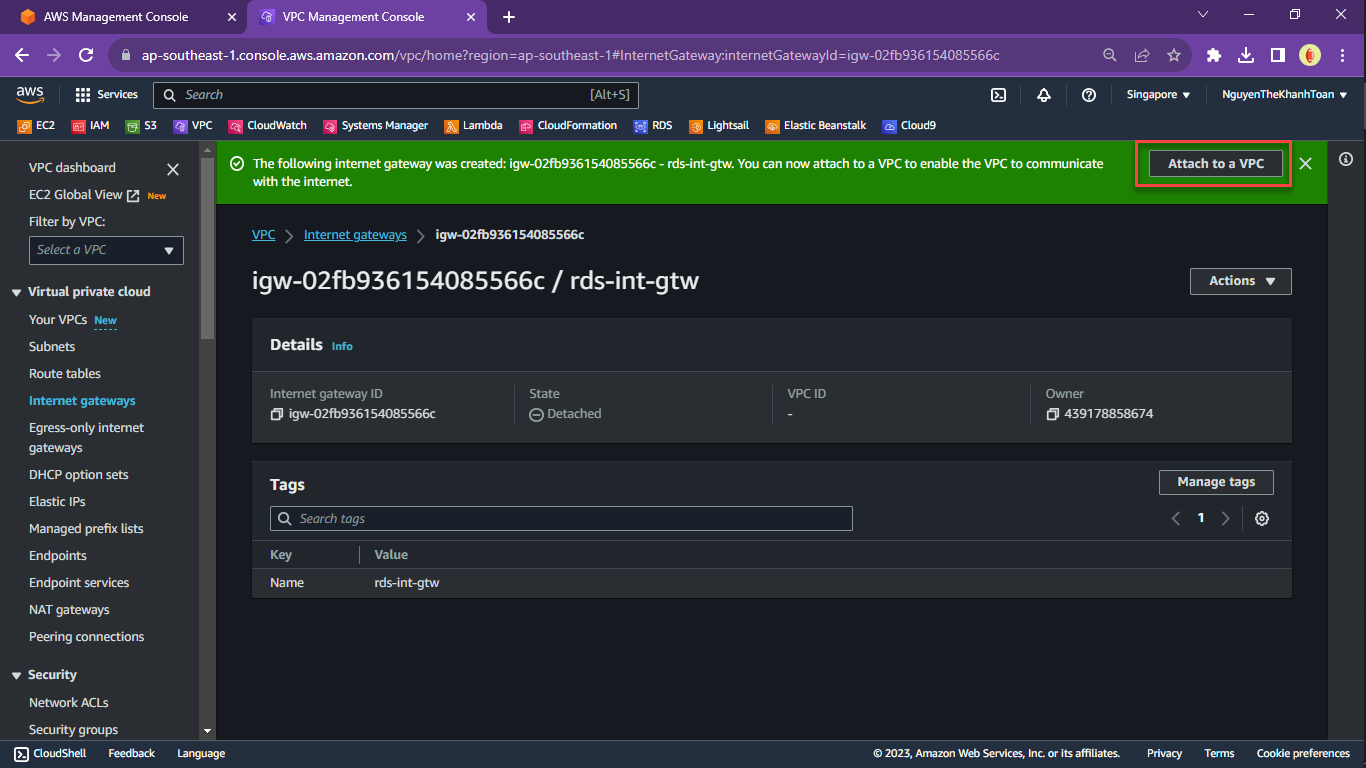 AWS Management Console
VPC Management Console
ap-southeast-1.console.aws.amazon.com/vpc/home?region=ap-southeast-1#InternetGateway:internetGatewayId=igw-02fb936154085566c
aws
Services
Search
[Alt+S]
Singapore
NguyenTheKhanhToan
EC2
IAM
S3
VPC
CloudWatch
Systems Manager
Lambda
CloudFormation
RDS
Lightsail
Elastic Beanstalk
Cloud9
VPC dashboard
EC2 Global View New
Filter by VPC:
Select a VPC
Virtual private cloud
Your VPCs New
Subnets
Route tables
Internet gateways
Egress-only internet
gateways
DHCP option sets
Elastic IPs
Managed prefix lists
Endpoints
Endpoint services
NAT gateways
Peering connections
Security
Network ACLs
Security groups
The following internet gateway was created: igw-02fb936154085566c - rds-int-gtw. You can now attach to a VPC to enable the VPC to communicate
with the internet.
Attach to a VPC
VPC
Internet gateways
igw-02fb936154085566c
igw-02fb936154085566c / rds-int-gtw
Actions
Details Info
Internet gateway ID
igw-02fb936154085566c
State
Detached
VPC ID
-
Owner
439178858674
Tags
Manage tags
Search tags
1
Key
Value
Name
rds-int-gtw
CloudShell
Feedback
Language
© 2023, Amazon Web Services, Inc. or its affiliates.
Privacy
Terms
Cookie preferences